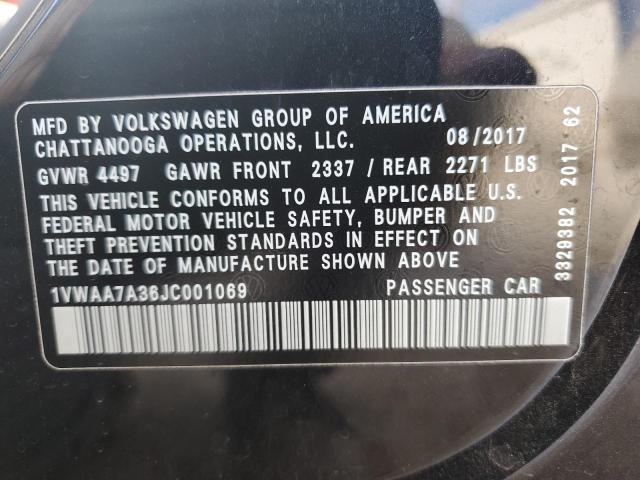 MFD BY VOLKSWAGEN GROUP OF AMERICA
CHATTANOOGA OPERATIONS, LLC. 08/2017
GVWR 4497 GAWR FRONT 2337 / REAR 2271 LBS
THIS VEHICLE CONFORMS TO ALL APPLICABLE U.S.
FEDERAL MOTOR VEHICLE SAFETY, BUMPER AND
THEFT PREVENTION STANDARDS IN EFFECT ON
THE DATE OF MANUFACTURE SHOWN ABOVE
1VWAA7A36JC001069 PASSENGER CAR
3329382 2017 62